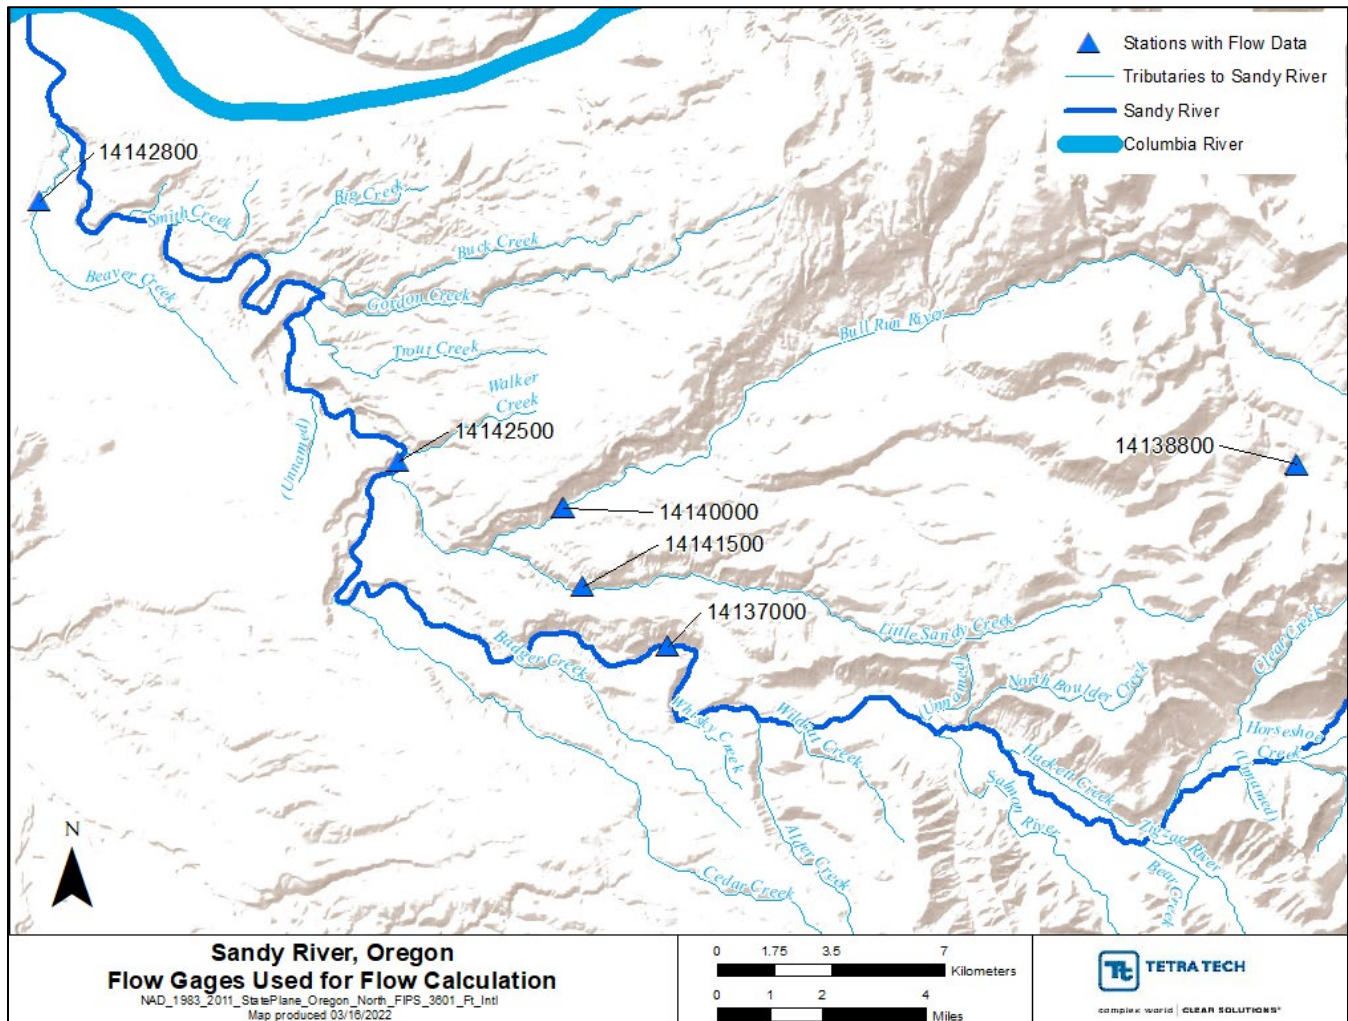 Stations with Flow Data
Tributaries to Sandy River
Sandy River
Columbia River
14142800
Big Creek
Smith Creek
Buck Creek
Beaver Creek
Gordon Creek
Bull Run River
Trout Creek
Walker
Creek
14142500
14138800
(Unnamed)
14140000
14141500
14137000
Little Sandy Creek
Clear Creek
Badger Creek
(Unnamed)
North Boulder Creek
Whisky Creek
Wildcat Creek
Horseshoe
Creek
(Unnamed)
Hackett Creek
Salmon River
Zigzag River
Alder Creek
Bear Creek
Cedar Creek
N
Sandy River, Oregon
Flow Gages Used for Flow Calculation
NAD_1983_2011_StatePlane_Oregon_North_FIPS_3601_Ft_Intl
Map produced 03/16/2022
0 1.75 3.5 7
Kilometers
0 1 2 4
Miles
Tt
TETRA TECH
complex world | CLEAR SOLUTIONS™